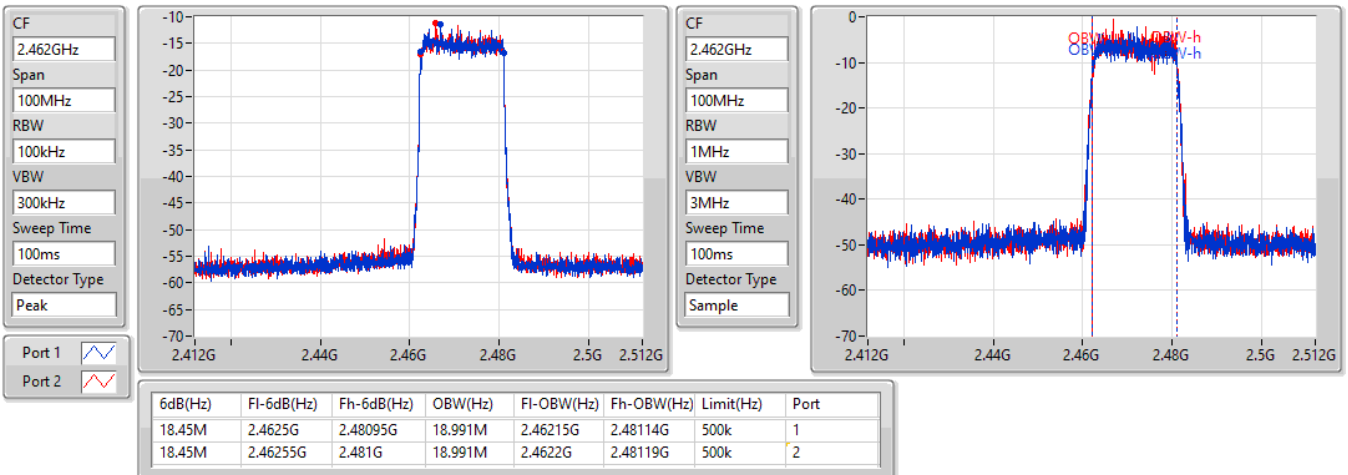 CF
2.462GHz
Span
100MHz
RBW
100kHz
VBW
300kHz
Sweep Time
100ms
Detector Type
Peak
Port 1
Port 2
-10
-15
-20
-25
-30
-35
-40
-45
-50
-55
-60
-65
-70
2.412G 2.44G 2.46G 2.48G 2.5G 2.512G
CF
2.462GHz
Span
100MHz
RBW
1MHz
VBW
3MHz
Sweep Time
100ms
Detector Type
Sample
0
-10
-20
-30
-40
-50
-60
-70
2.412G 2.44G 2.46G 2.48G 2.5G 2.512G
6dB(Hz) Fl-6dB(Hz) Fh-6dB(Hz) OBW(Hz) Fl-OBW(Hz) Fh-OBW(Hz) Limit(Hz) Port
18.45M 2.4625G 2.48095G 18.991M 2.46215G 2.48114G 500k 1
18.45M 2.46255G 2.481G 18.991M 2.4622G 2.48119G 500k 2